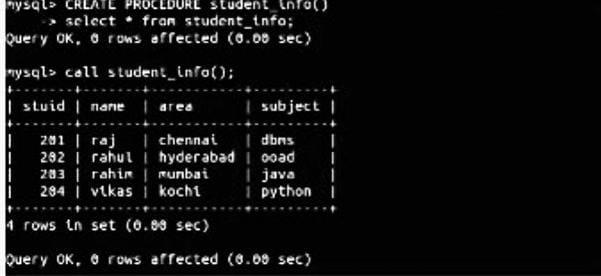 mysql> CREATE PROCEDURE student_info()
-> select * from student_info;
Query OK, 0 rows affected (0.00 sec)
mysql> call student_info();
+-------+-------+-----------+---------+
| stuid | name | area | subject |
+-------+-------+-----------+---------+
| 201 | raj | chennai | dbms |
| 202 | rahul | hyderabad | ooad |
| 203 | rahim | mumbai | java |
| 204 | vikas | kochi | python |
+-------+-------+-----------+---------+
4 rows in set (0.00 sec)
Query OK, 0 rows affected (0.00 sec)